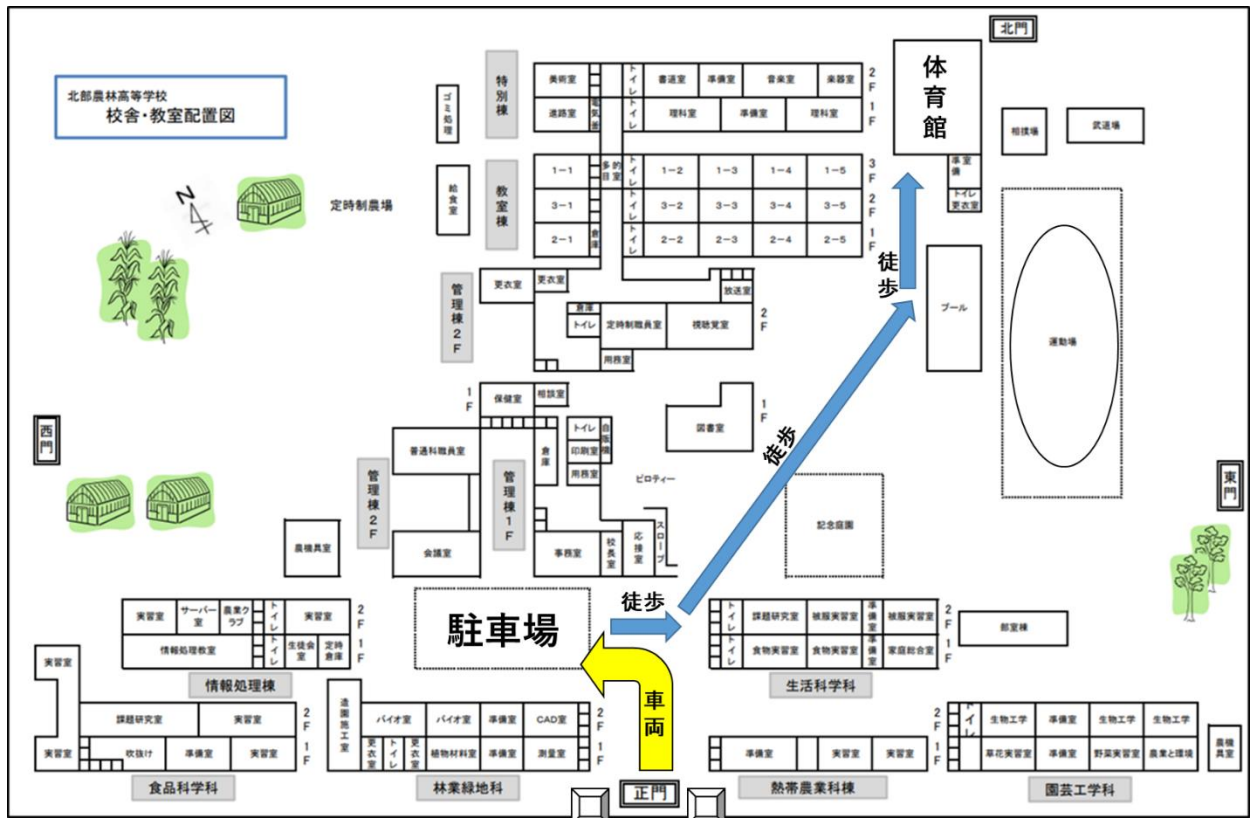 北門
体育館
北部農林高等学校
校舎・教室配置図
ゴミ処理
特別棟
美術室
トイレ
書道室
準備室
音楽室
楽器室
2F
進路室
電気釜
トイレ
理科室
準備室
理科室
1F
相撲場
武道場
準備室
トイレ
更衣室
給食室
教室棟
1-1
多目的室
トイレ
1-2
1-3
1-4
1-5
3F
3-1
3-2
3-3
3-4
3-5
2F
2-1
倉庫
トイレ
2-2
2-3
2-4
2-5
1F
N
定時制農場
徒歩
プール
運動場
管理棟2F
更衣室
更衣室
放送室
倉庫
トイレ
定時制職員室
視聴覚室
2F
用務室
1F
保健室
相談室
図書室
1F
西門
普通科職員室
倉庫
トイレ
自販機
印刷室
用務室
ピロティー
徒歩
東門
管理棟2F
管理棟1F
農機具室
会議室
事務室
校長室
応接室
スロープ
記念庭園
実習室
サーバー室
農業クラブ
トイレ
実習室
2F
情報処理教室
トイレ
生徒会室
定時倉庫
1F
情報処理棟
駐車場
徒歩
トイレ
課題研究室
被服実習室
準備室
被服実習室
2F
トイレ
食物実習室
食物実習室
準備室
家庭総合室
1F
生活科学科
部室棟
車両
実習室
課題研究室
実習室
2F
実習室
吹抜け
準備室
実習室
1F
食品科学科
造園施工室
バイオ室
バイオ室
準備室
CAD室
2F
更衣室
トイレ
更衣室
植物材料室
準備室
測量室
1F
林業緑地科
正門
準備室
実習室
実習室
熱帯農業科棟
2F
トイレ
生物工学
準備室
生物工学
生物工学
1F
草花実習室
準備室
野菜実習室
農業と環境
農機具室
園芸工学科